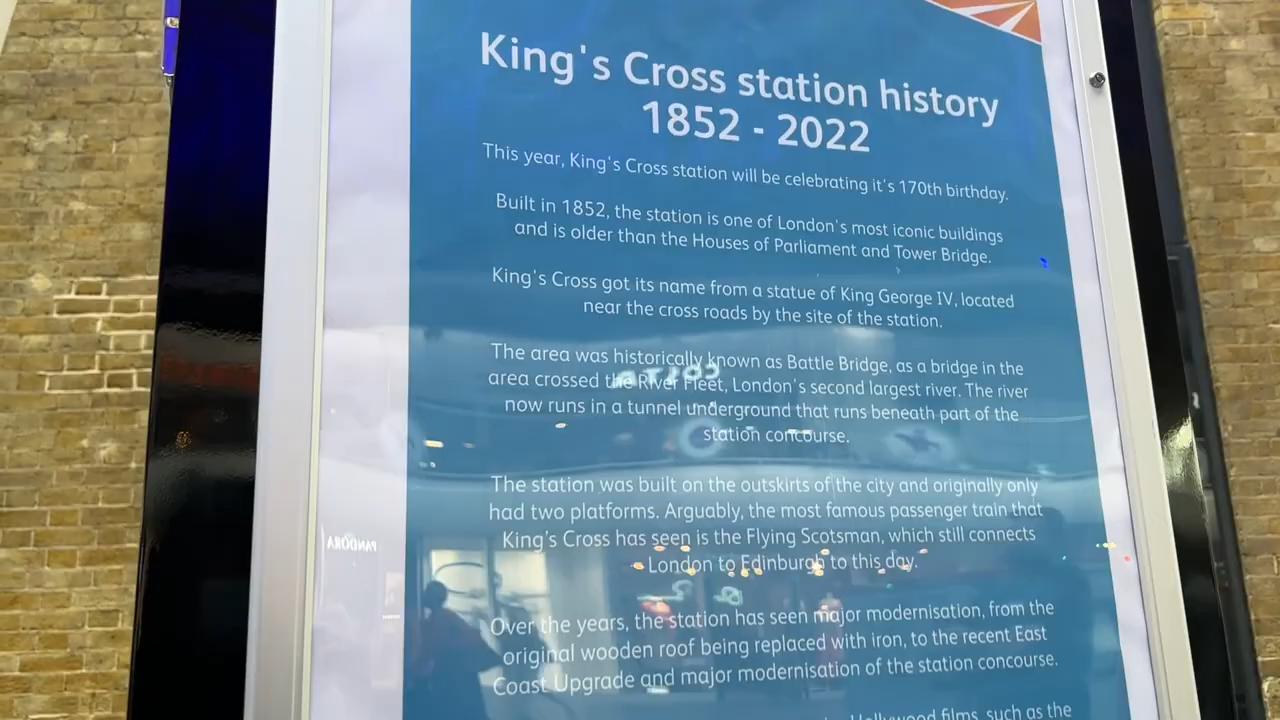 King's Cross station history
1852 - 2022
This year, King's Cross station will be celebrating it's 170th birthday.
Built in 1852, the station is one of London's most iconic buildings
and is older than the Houses of Parliament and Tower Bridge.
King's Cross got its name from a statue of King George IV, located
near the cross roads by the site of the station.
The area was historically known as Battle Bridge, as a bridge in the
area crossed the River Fleet, London's second largest river. The river
now runs in a tunnel underground that runs beneath part of the
station concourse.
The station was built on the outskirts of the city and originally only
had two platforms. Arguably, the most famous passenger train that
King's Cross has seen is the Flying Scotsman, which still connects
London to Edinburgh to this day.
Over the years, the station has seen major modernisation, from the
original wooden roof being replaced with iron, to the recent East
Coast Upgrade and major modernisation of the station concourse.
Hollywood films, such as the
PANDORA